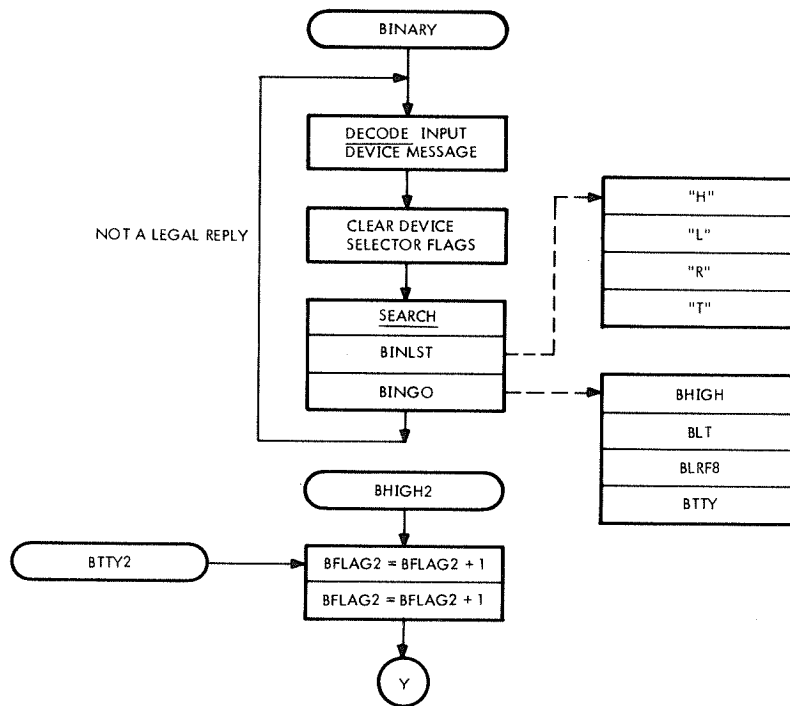 BINARY
DECODE INPUT
DEVICE MESSAGE
NOT A LEGAL REPLY
CLEAR DEVICE
SELECTOR FLAGS
SEARCH
BINLST
BINGO
"H"
"L"
"R"
"T"
BHIGH
BLT
BLRF8
BTTY
BHIGH2
BTTY2
BFLAG2 = BFLAG2 + 1
BFLAG2 = BFLAG2 + 1
Y